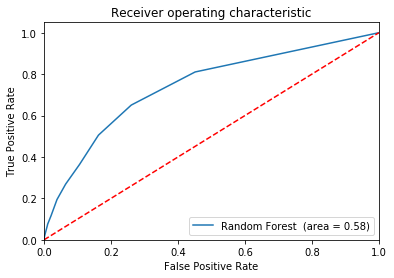 Receiver operating characteristic
True Positive Rate
1.0
0.8
0.6
0.4
0.2
0.0
Random Forest (area = 0.58)
0.0 0.2 0.4 0.6 0.8 1.0
False Positive Rate